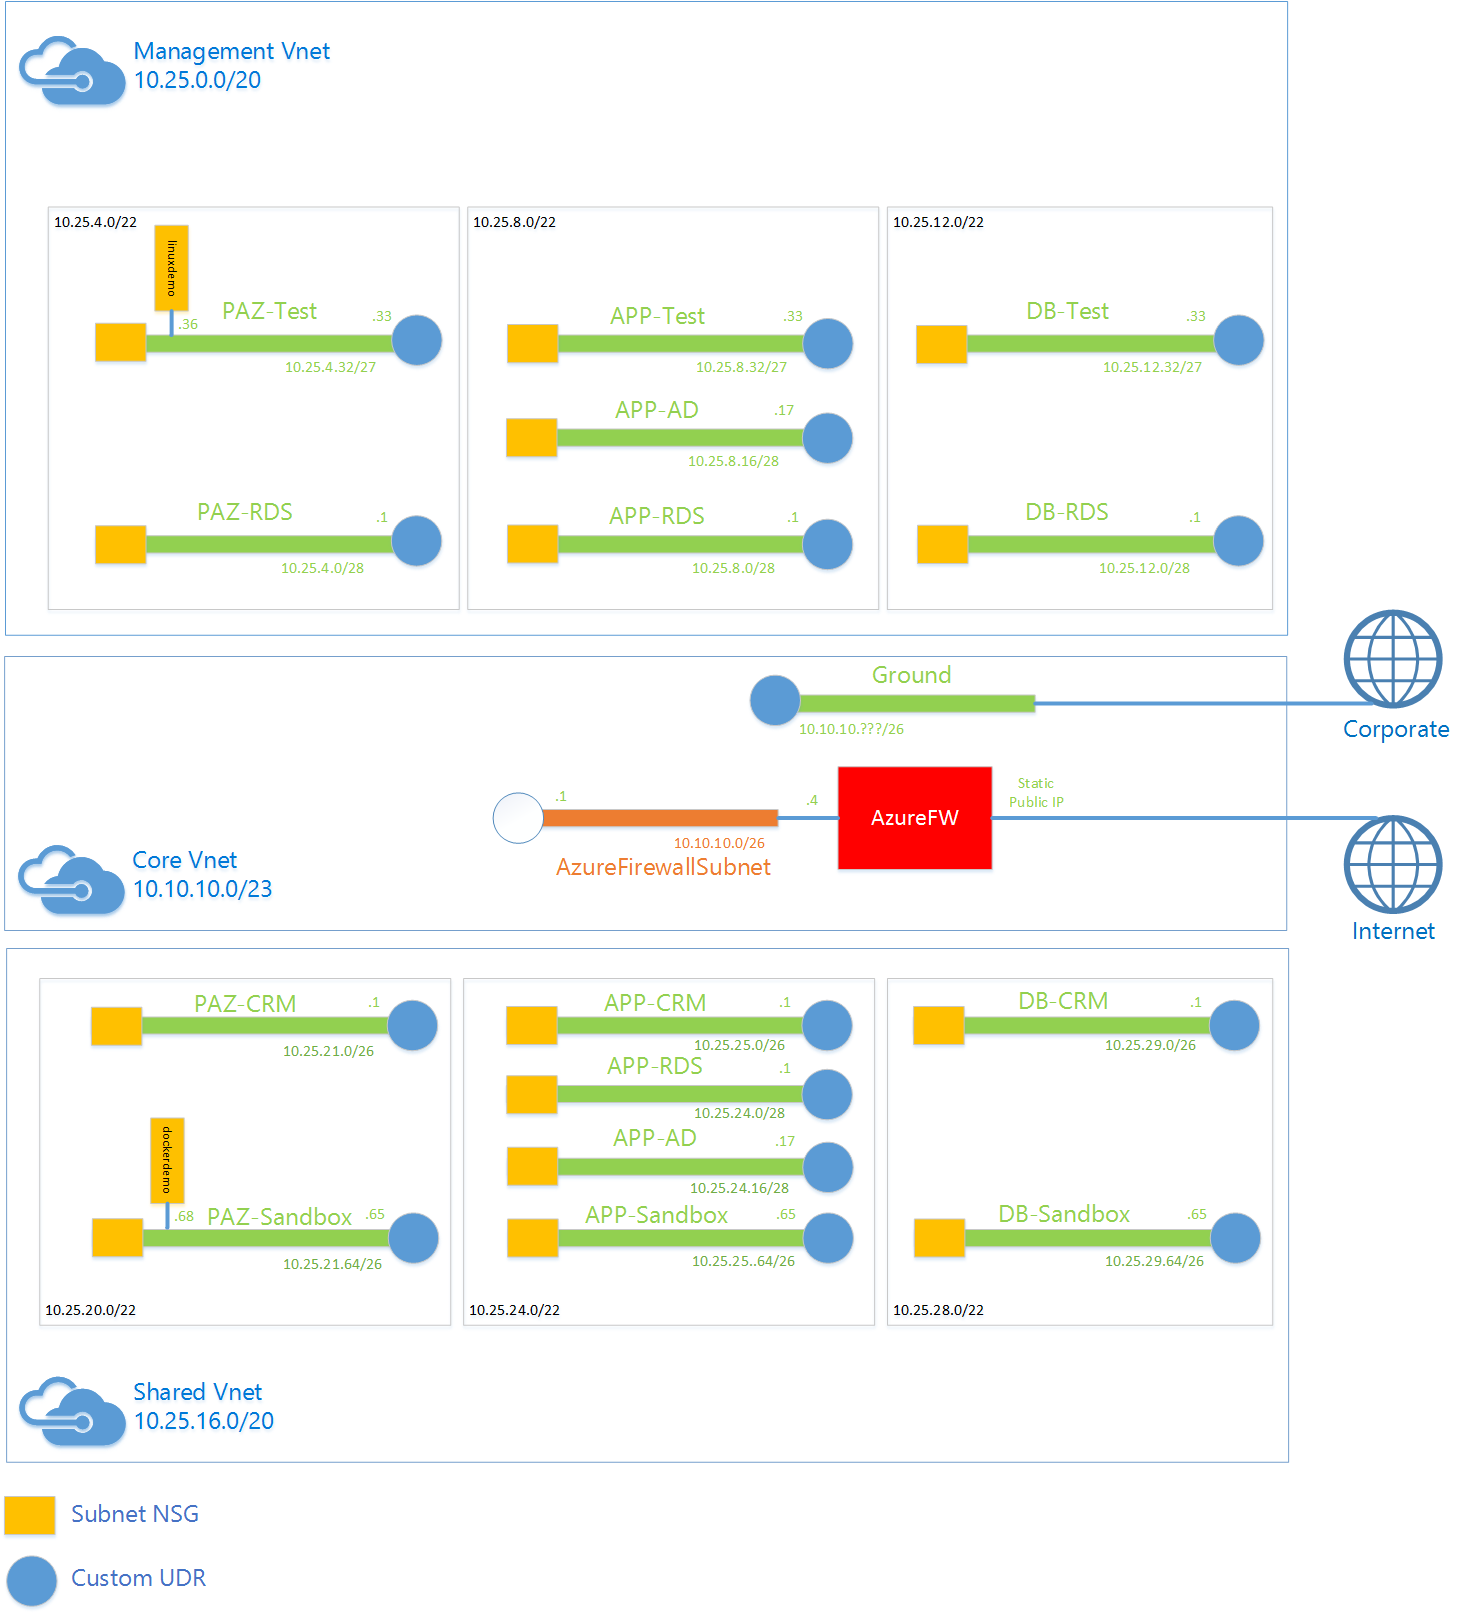 Management Vnet
10.25.0.0/20
10.25.4.0/22
linuxdemo
.36
PAZ-Test
.33
10.25.4.32/27
PAZ-RDS
.1
10.25.4.0/28
10.25.8.0/22
APP-Test
.33
10.25.8.32/27
APP-AD
.17
10.25.8.16/28
APP-RDS
.1
10.25.8.0/28
10.25.12.0/22
DB-Test
.33
10.25.12.32/27
DB-RDS
.1
10.25.12.0/28
Ground
10.10.10.???/26
Corporate
.1
10.10.10.0/26
AzureFirewallSubnet
.4
AzureFW
Static
Public IP
Internet
Core Vnet
10.10.10.0/23
PAZ-CRM
.1
10.25.21.0/26
dockerdemo
.68
PAZ-Sandbox
.65
10.25.21.64/26
10.25.20.0/22
APP-CRM
.1
10.25.25.0/26
APP-RDS
.1
10.25.24.0/28
APP-AD
.17
10.25.24.16/28
APP-Sandbox
.65
10.25.25..64/26
10.25.24.0/22
DB-CRM
.1
10.25.29.0/26
DB-Sandbox
.65
10.25.29.64/26
10.25.28.0/22
Shared Vnet
10.25.16.0/20
Subnet NSG
Custom UDR